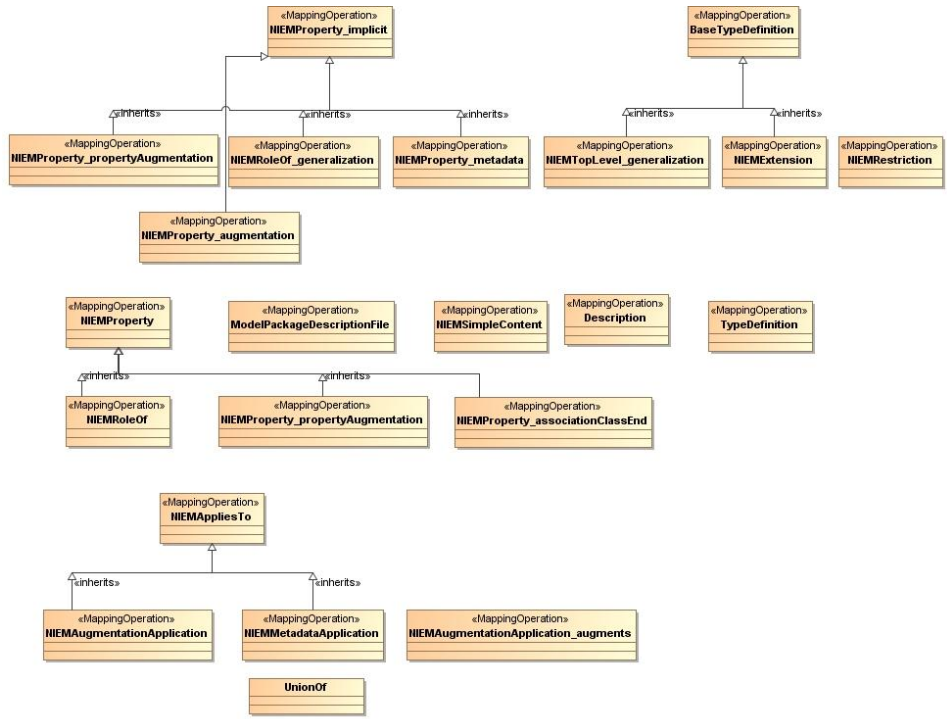 «MappingOperation»
NIEMProperty_implicit
«MappingOperation»
BaseTypeDefinition
«inherits»
«inherits»
«inherits»
«inherits»
«MappingOperation»
NIEMProperty_propertyAugmentation
«MappingOperation»
NIEMRoleOf_generalization
«MappingOperation»
NIEMProperty_metadata
«MappingOperation»
NIEMTopLevel_generalization
«MappingOperation»
NIEMExtension
«MappingOperation»
NIEMRestriction
«MappingOperation»
NIEMProperty_augmentation
«MappingOperation»
NIEMProperty
«MappingOperation»
ModelPackageDescriptionFile
«MappingOperation»
NIEMSimpleContent
«MappingOperation»
Description
«MappingOperation»
TypeDefinition
«inherits»
«inherits»
«MappingOperation»
NIEMRoleOf
«MappingOperation»
NIEMProperty_propertyAugmentation
«MappingOperation»
NIEMProperty_associationClassEnd
«MappingOperation»
NIEMAppliesTo
«inherits»
«inherits»
«MappingOperation»
NIEMAugmentationApplication
«MappingOperation»
NIEMMetadataApplication
«MappingOperation»
NIEMAugmentationApplication_augments
UnionOf